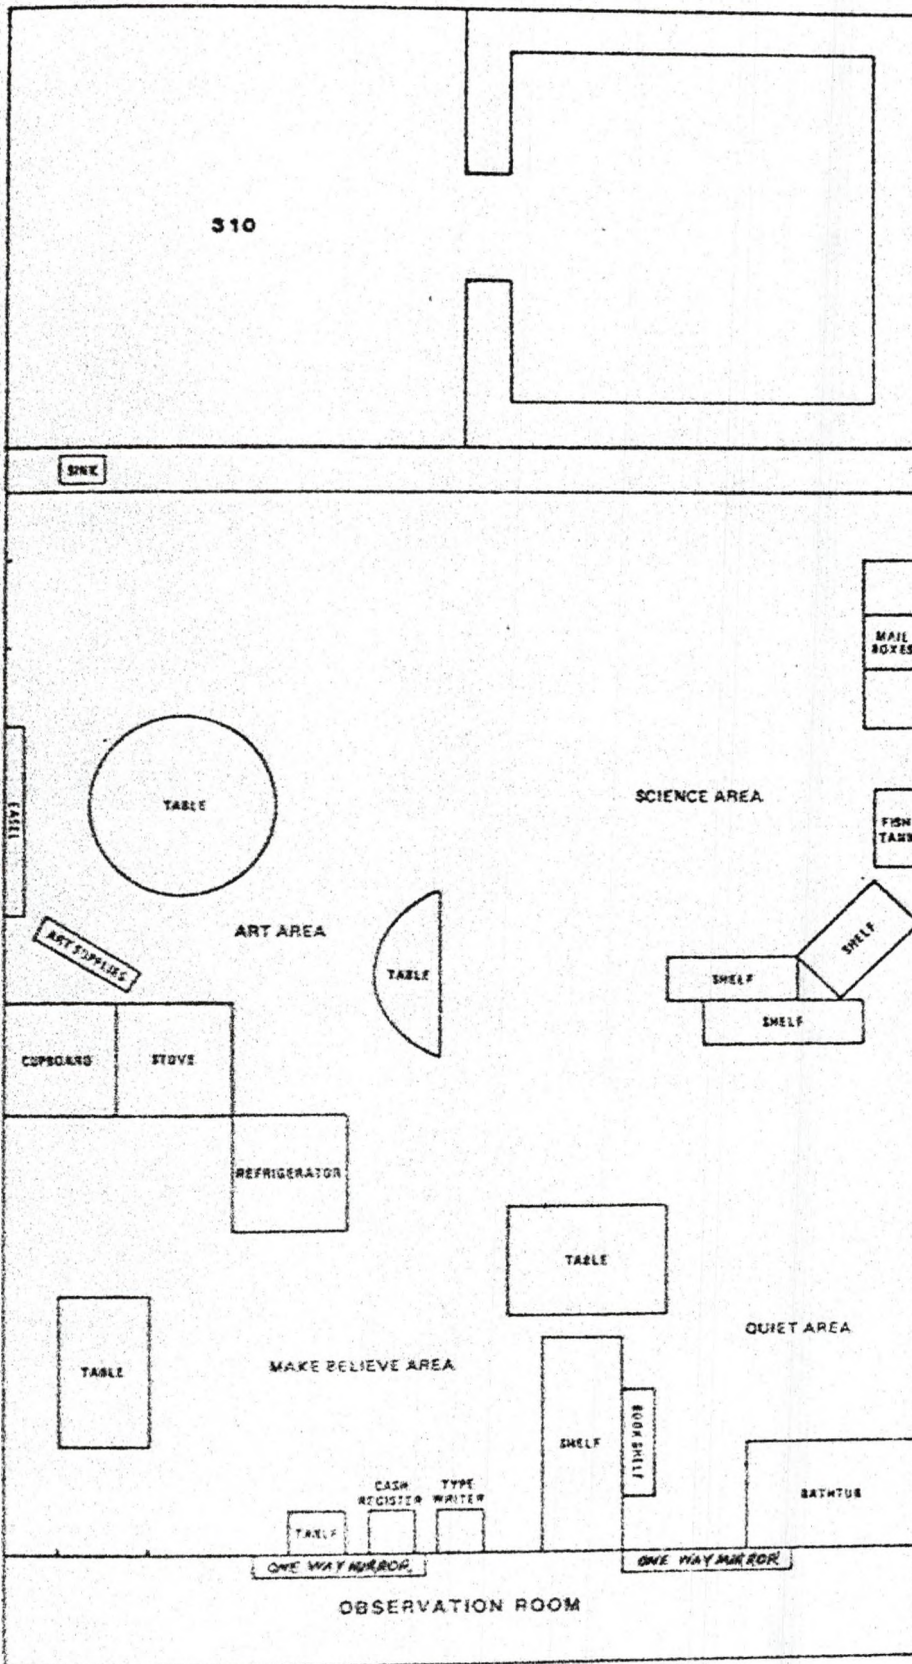 310
SINK
MAIL
BOXES
TABLE
SCIENCE AREA
EASEL
FISH
TANK
ART AREA
ART SUPPLIES
TABLE
SHELF
SHELF
SHELF
CUPBOARD
STOVE
REFRIGERATOR
TABLE
QUIET AREA
TABLE
MAKE BELIEVE AREA
SHELF
BOOK SHELF
BATHTUB
CASH
REGISTER
TYPE
WRITER
ONE WAY MIRROR
ONE WAY MIRROR
OBSERVATION ROOM